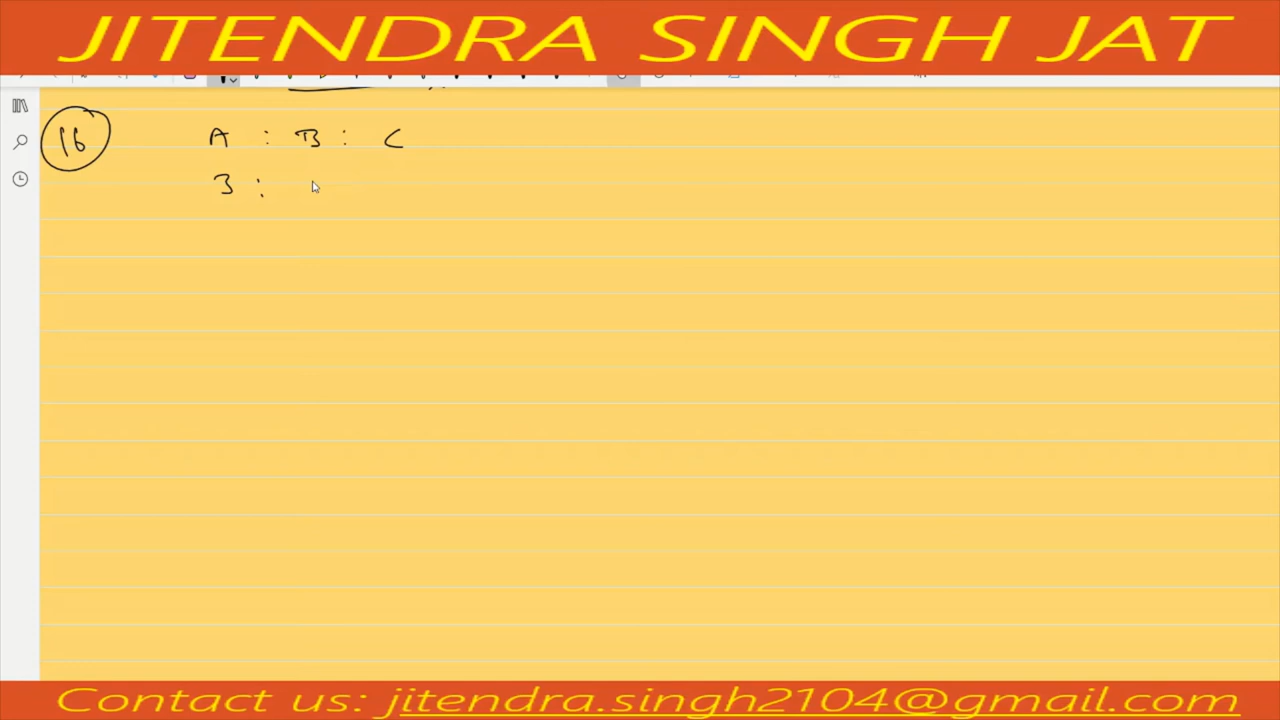 JITENDRA SINGH JAT
16 A : B : C
3 :
Contact us: jitendra.singh2104@gmail.com